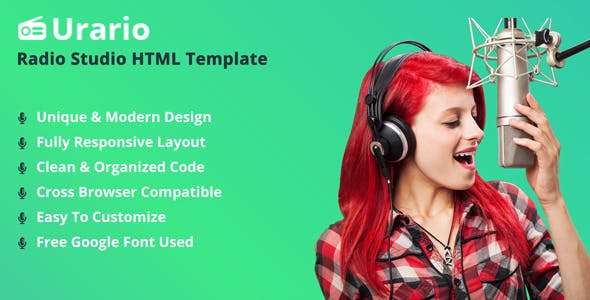 Urario
Radio Studio HTML Template
Unique & Modern Design
Fully Responsive Layout
Clean & Organized Code
Cross Browser Compatible
Easy To Customize
Free Google Font Used